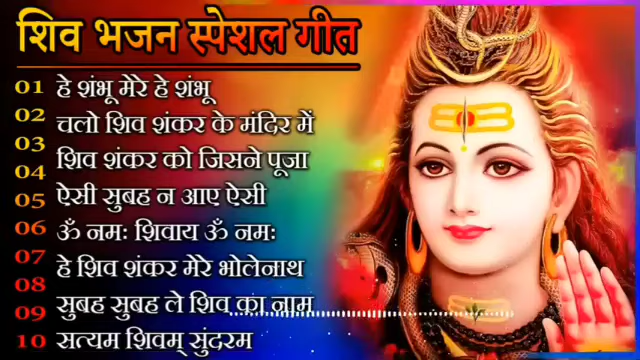 शिव भजन स्पेशल गीत
01
02
03
04
05
06
07
08
09
10
हे शंभू मेरे हे शंभू
चलो शिव शंकर के मंदिर में
शिव शंकर को जिसने पूजा
ऐसी सुबह न आए ऐसी
ॐ नमः शिवाय ॐ नमः
हे शिव शंकर मेरे भोलेनाथ
सुबह सुबह ले शिव का नाम
सत्यम शिवम् सुंदरम